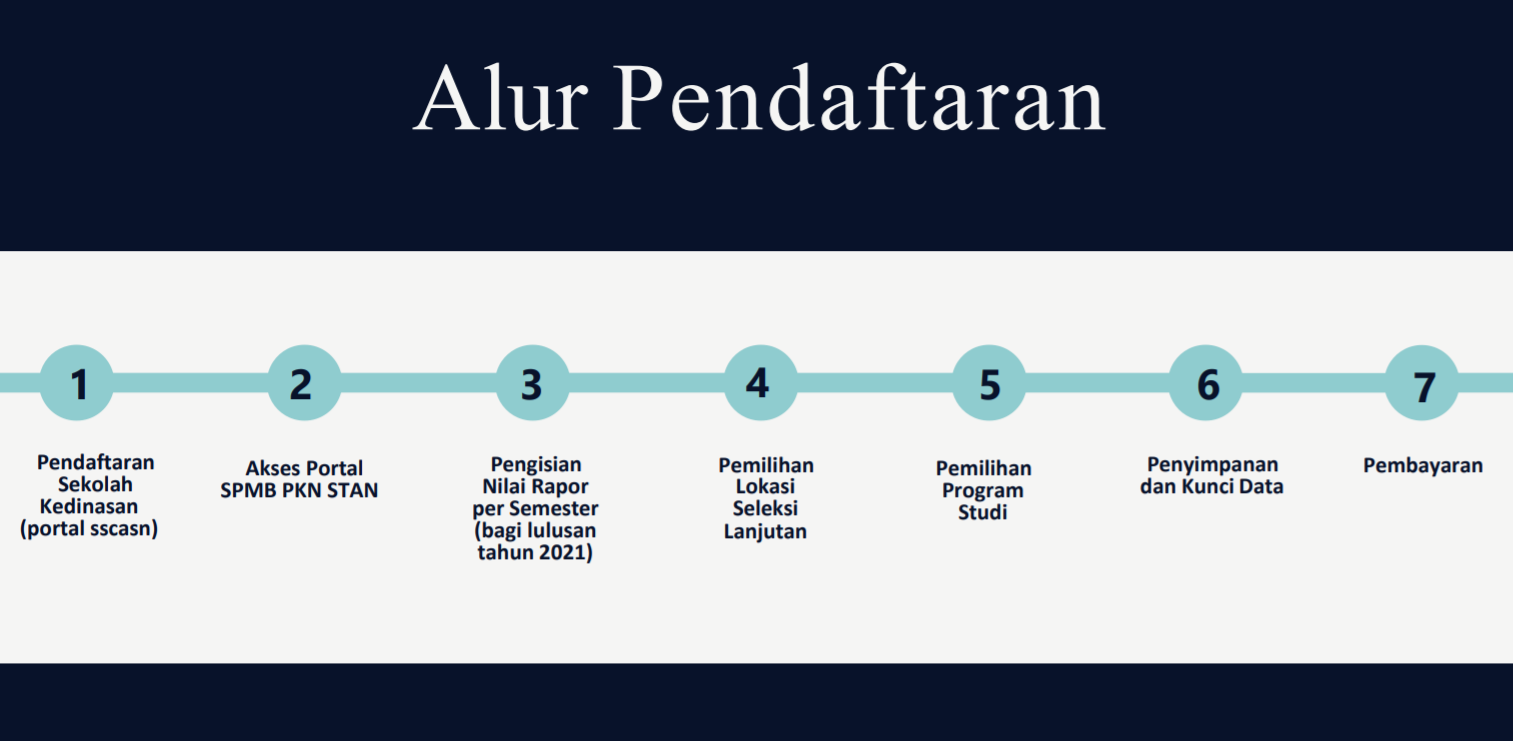 Alur Pendaftaran
1
Pendaftaran
Sekolah
Kedinasan
(portal sscasn)
2
Akses Portal
SPMB PKN STAN
3
Pengisian
Nilai Rapor
per Semester
(bagi lulusan
tahun 2021)
4
Pemilihan
Lokasi
Seleksi
Lanjutan
5
Pemilihan
Program
Studi
6
Penyimpanan
dan Kunci Data
7
Pembayaran